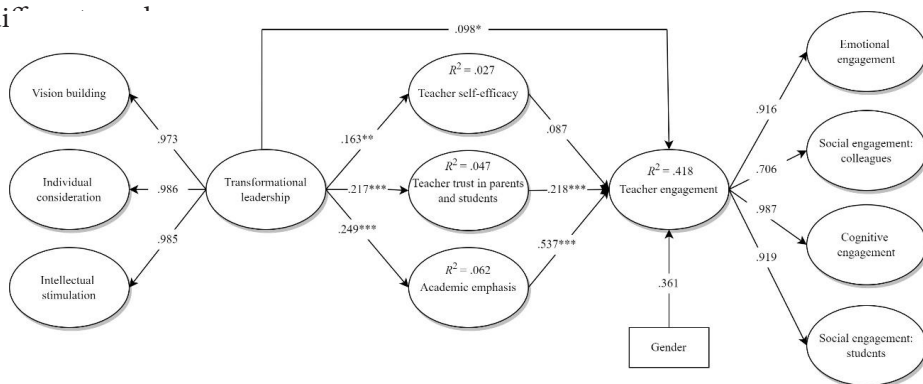 .098*
Emotional
engagement
R² = .027
Teacher self-efficacy
Vision building
.916
.973
.163**
.087
Social engagement:
colleagues
.706
R² = .047
Teacher trust in parents
and students
R² = .418
Teacher engagement
Individual
consideration
.986
Transformational
leadership
.217***
.218***
.987
.985
.249***
.537***
Cognitive
engagement
.919
R² = .062
Academic emphasis
Intellectual
stimulation
.361
Gender
Social engagement:
students